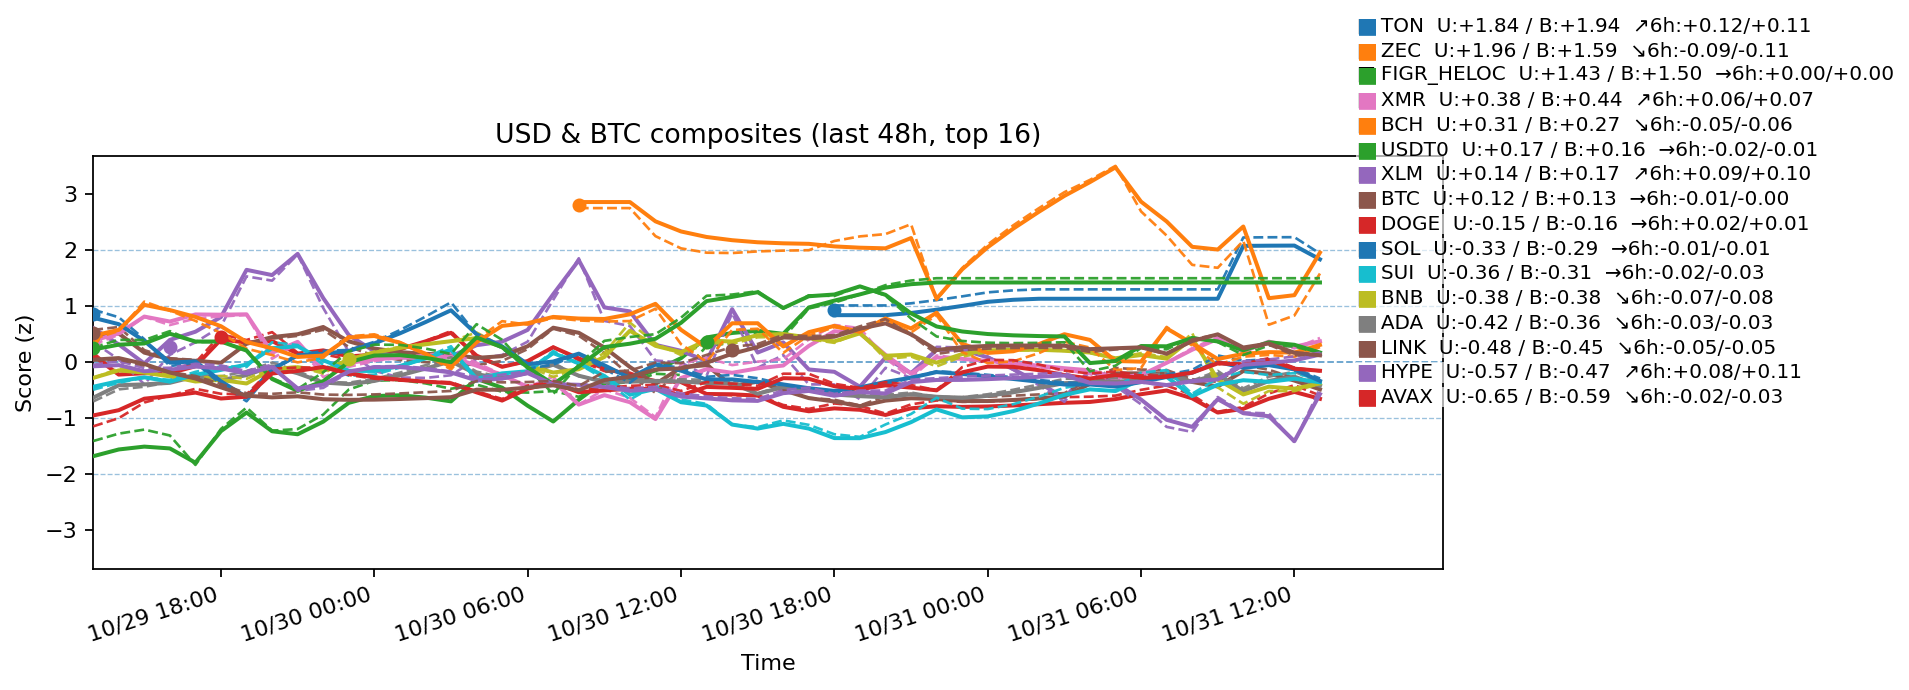 TON  U:+1.84 / B:+1.94  ↗6h:+0.12/+0.11
ZEC  U:+1.96 / B:+1.59  ↘6h:-0.09/-0.11
FIGR_HELOC  U:+1.43 / B:+1.50  →6h:+0.00/+0.00
XMR  U:+0.38 / B:+0.44  ↗6h:+0.06/+0.07
BCH  U:+0.31 / B:+0.27  ↘6h:-0.05/-0.06
USDT0  U:+0.17 / B:+0.16  →6h:-0.02/-0.01
XLM  U:+0.14 / B:+0.17  ↗6h:+0.09/+0.10
BTC  U:+0.12 / B:+0.13  →6h:-0.01/-0.00
DOGE  U:-0.15 / B:-0.16  →6h:+0.02/+0.01
SOL  U:-0.33 / B:-0.29  →6h:-0.01/-0.01
SUI  U:-0.36 / B:-0.31  →6h:-0.02/-0.03
BNB  U:-0.38 / B:-0.38  ↘6h:-0.07/-0.08
ADA  U:-0.42 / B:-0.36  ↘6h:-0.03/-0.03
LINK  U:-0.48 / B:-0.45  ↘6h:-0.05/-0.05
HYPE  U:-0.57 / B:-0.47  ↗6h:+0.08/+0.11
AVAX  U:-0.65 / B:-0.59  ↘6h:-0.02/-0.03
USD & BTC composites (last 48h, top 16)
Score (z)
3
2
1
0
−1
−2
−3
10/29 18:00
10/30 00:00
10/30 06:00
10/30 12:00
10/30 18:00
10/31 00:00
10/31 06:00
10/31 12:00
Time